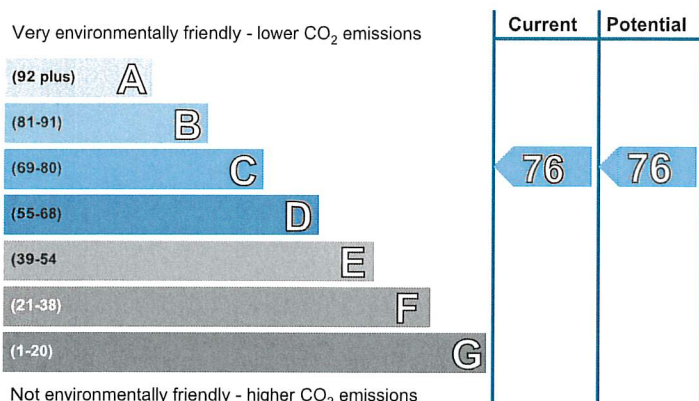 Very environmentally friendly - lower CO₂ emissions
Current
Potential
(92 plus) A
(81-91) B
(69-80) C
76
76
(55-68) D
(39-54 E
(21-38) F
(1-20) G
Not environmentally friendly - higher CO₂ emissions